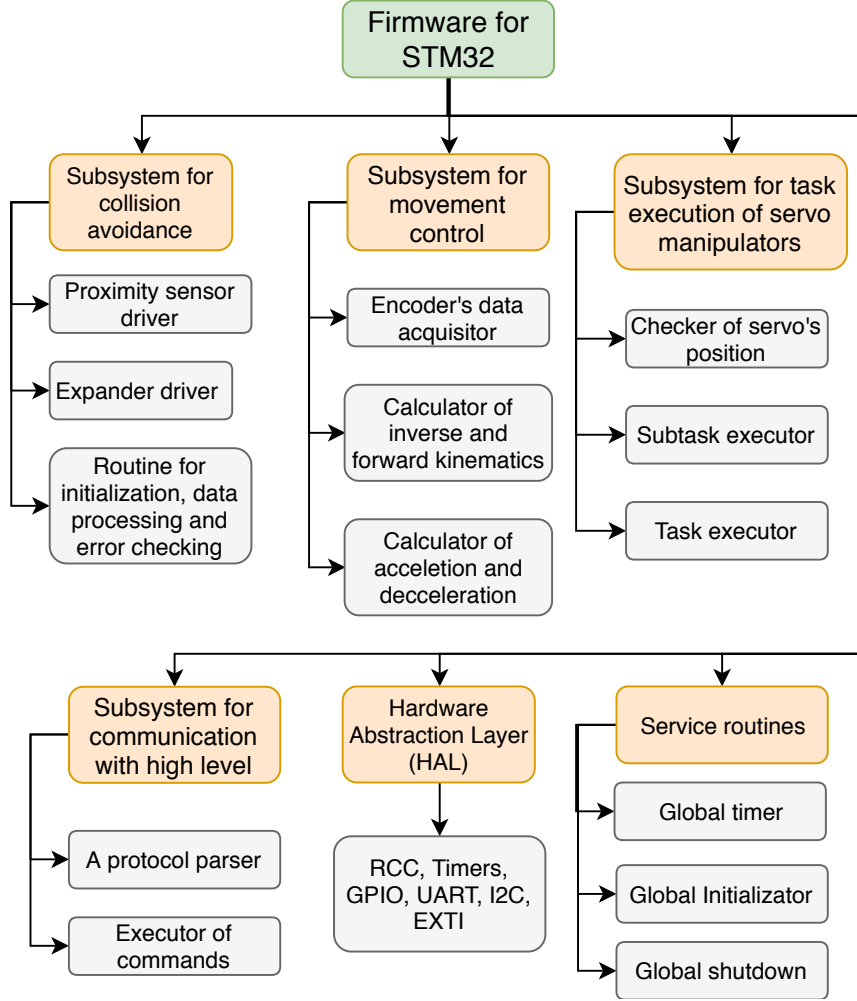 Firmware for
STM32
Subsystem for
collision
avoidance
Proximity sensor
driver
Expander driver
Routine for
initialization, data
processing and
error checking
Subsystem for
movement
control
Encoder's data
acquisitor
Calculator of
inverse and
forward kinematics
Calculator of
acceletion and
decceleration
Subsystem for task
execution of servo
manipulators
Checker of servo's
position
Subtask executor
Task executor
Subsystem for
communication
with high level
A protocol parser
Executor of
commands
Hardware
Abstraction Layer
(HAL)
RCC, Timers,
GPIO, UART, I2C,
EXTI
Service routines
Global timer
Global Initializator
Global shutdown